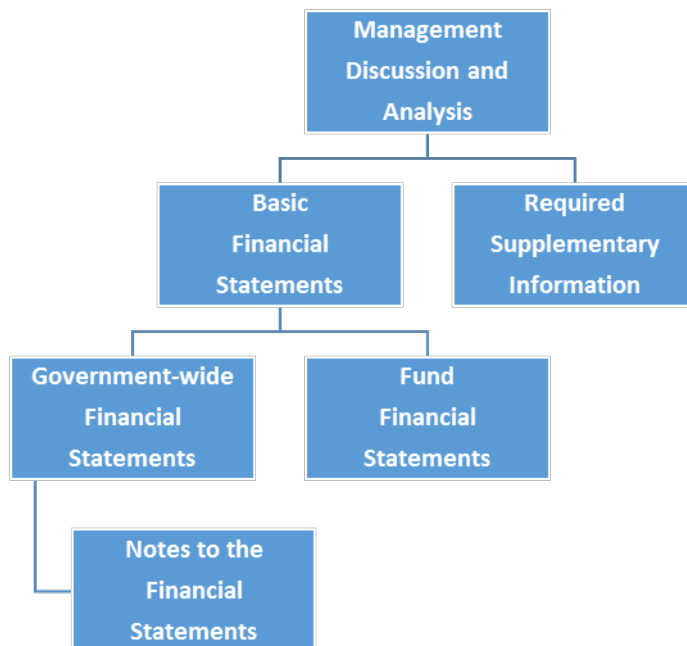 Management
Discussion and
Analysis
Basic
Financial
Statements
Required
Supplementary
Information
Government-wide
Financial
Statements
Fund
Financial
Statements
Notes to the
Financial
Statements